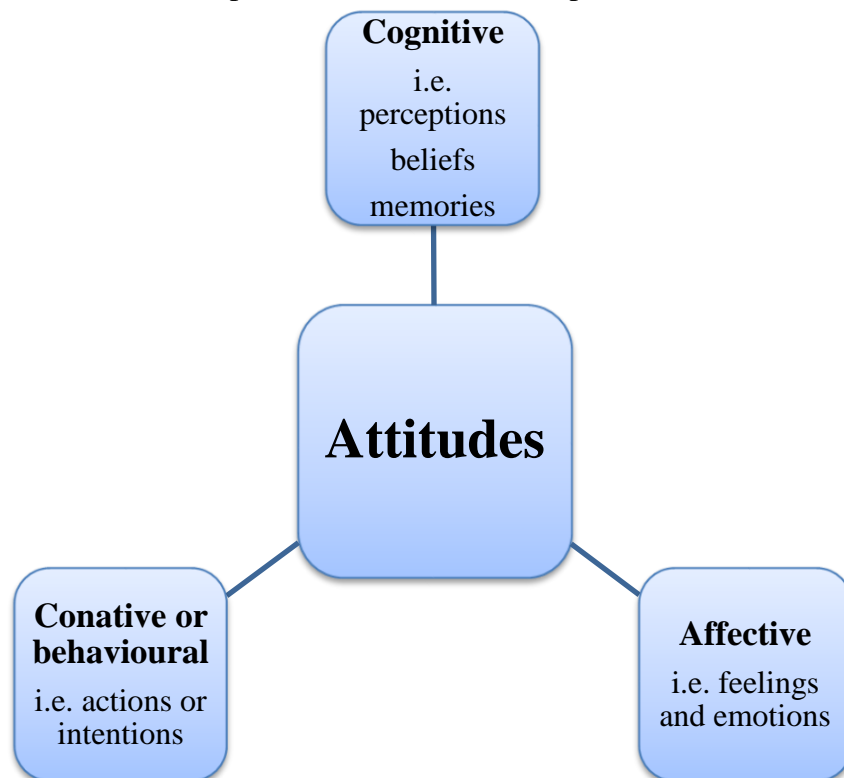 Cognitive
i.e.
perceptions
beliefs
memories
Attitudes
Conative or
behavioural
i.e. actions or
intentions
Affective
i.e. feelings
and emotions